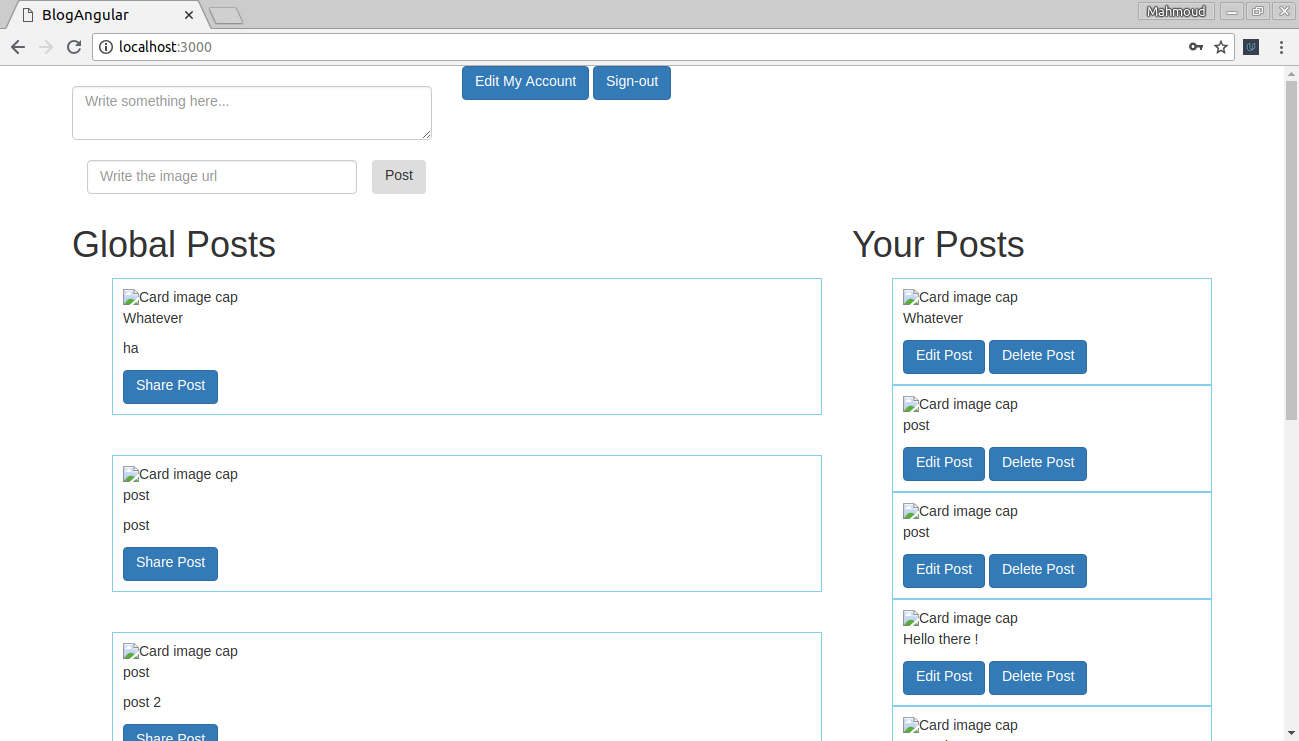 BlogAngular
Mahmoud
localhost:3000
Edit My Account
Sign-out
Write something here...
Write the image url
Post
Global Posts
Card image cap
Whatever
ha
Share Post
Card image cap
post
post
Share Post
Card image cap
post
post 2
Share Post
Your Posts
Card image cap
Whatever
Edit Post
Delete Post
Card image cap
post
Edit Post
Delete Post
Card image cap
post
Edit Post
Delete Post
Card image cap
Hello there !
Edit Post
Delete Post
Card image cap